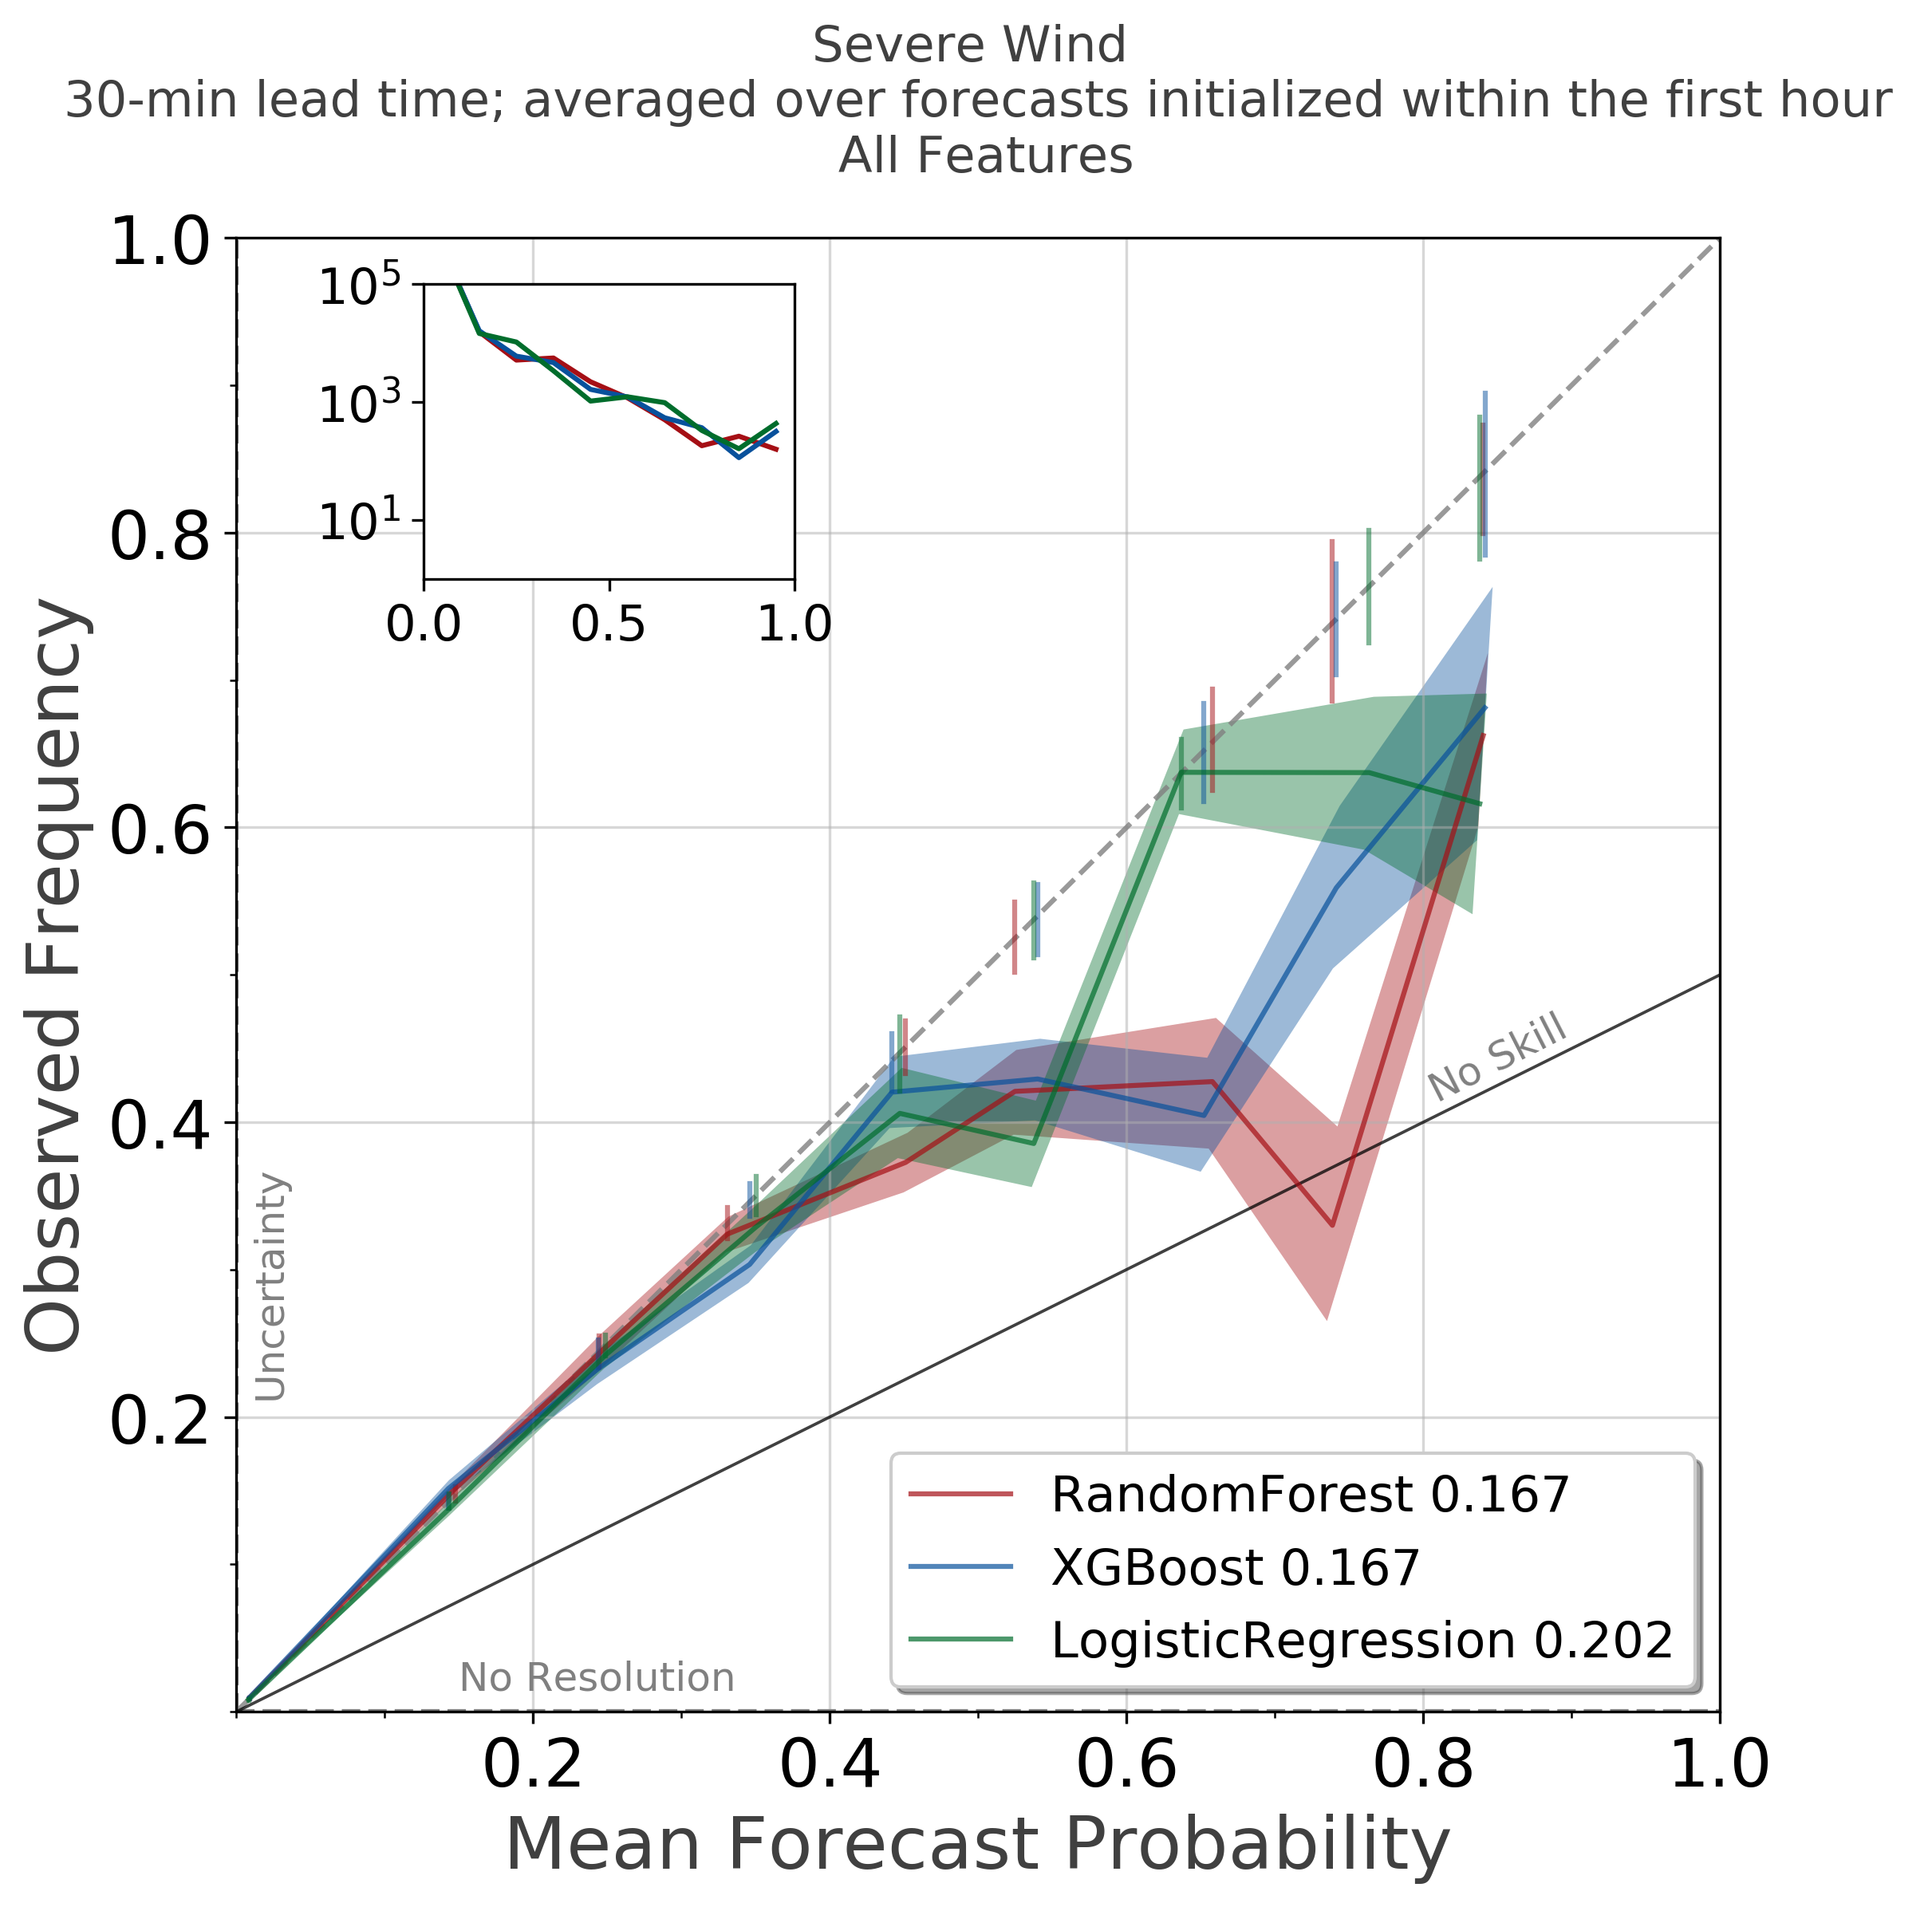 Severe Wind
30-min lead time; averaged over forecasts initialized within the first hour
All Features
1.0
0.8
0.6
0.4
0.2
Observed Frequency
10^5
10^3
10^1
0.0 0.5 1.0
No Skill
Uncertainty
No Resolution
RandomForest 0.167
XGBoost 0.167
LogisticRegression 0.202
0.2 0.4 0.6 0.8 1.0
Mean Forecast Probability